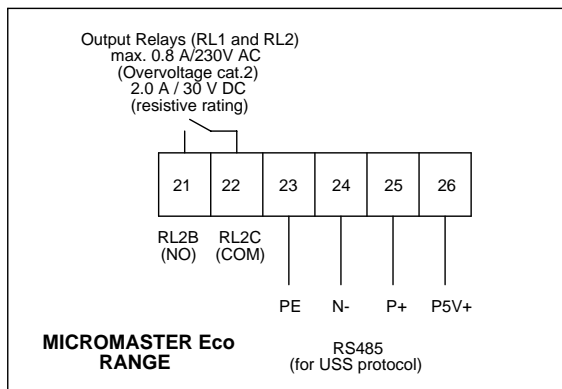 Output Relays (RL1 and RL2)
max. 0.8 A/230V AC
(Overvoltage cat.2)
2.0 A / 30 V DC
(resistive rating)
21 22 23 24 25 26
RL2B RL2C
(NO) (COM)
PE N- P+ P5V+
MICROMASTER Eco
RANGE
RS485
(for USS protocol)